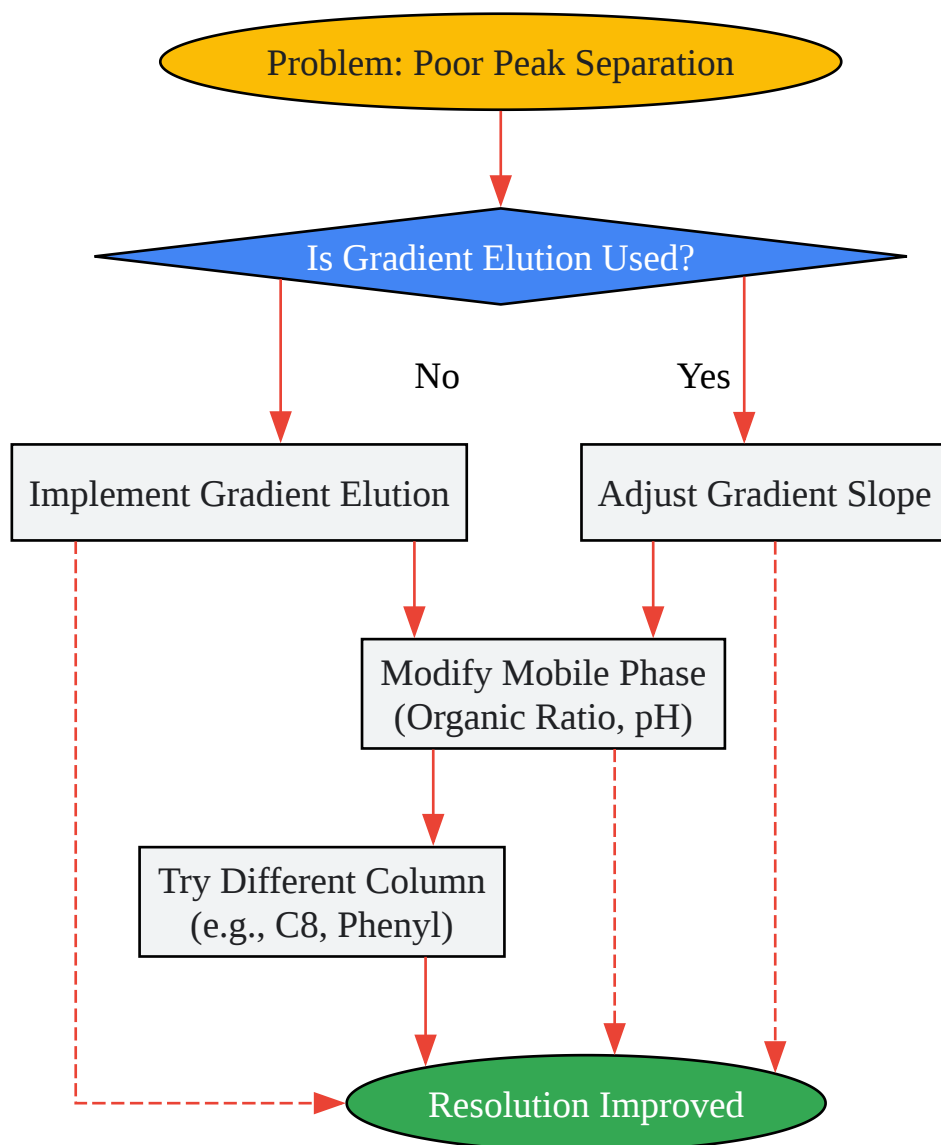 Problem: Poor Peak Separation
Is Gradient Elution Used?
No
Yes
Implement Gradient Elution
Adjust Gradient Slope
Modify Mobile Phase
(Organic Ratio, pH)
Try Different Column
(e.g., C8, Phenyl)
Resolution Improved